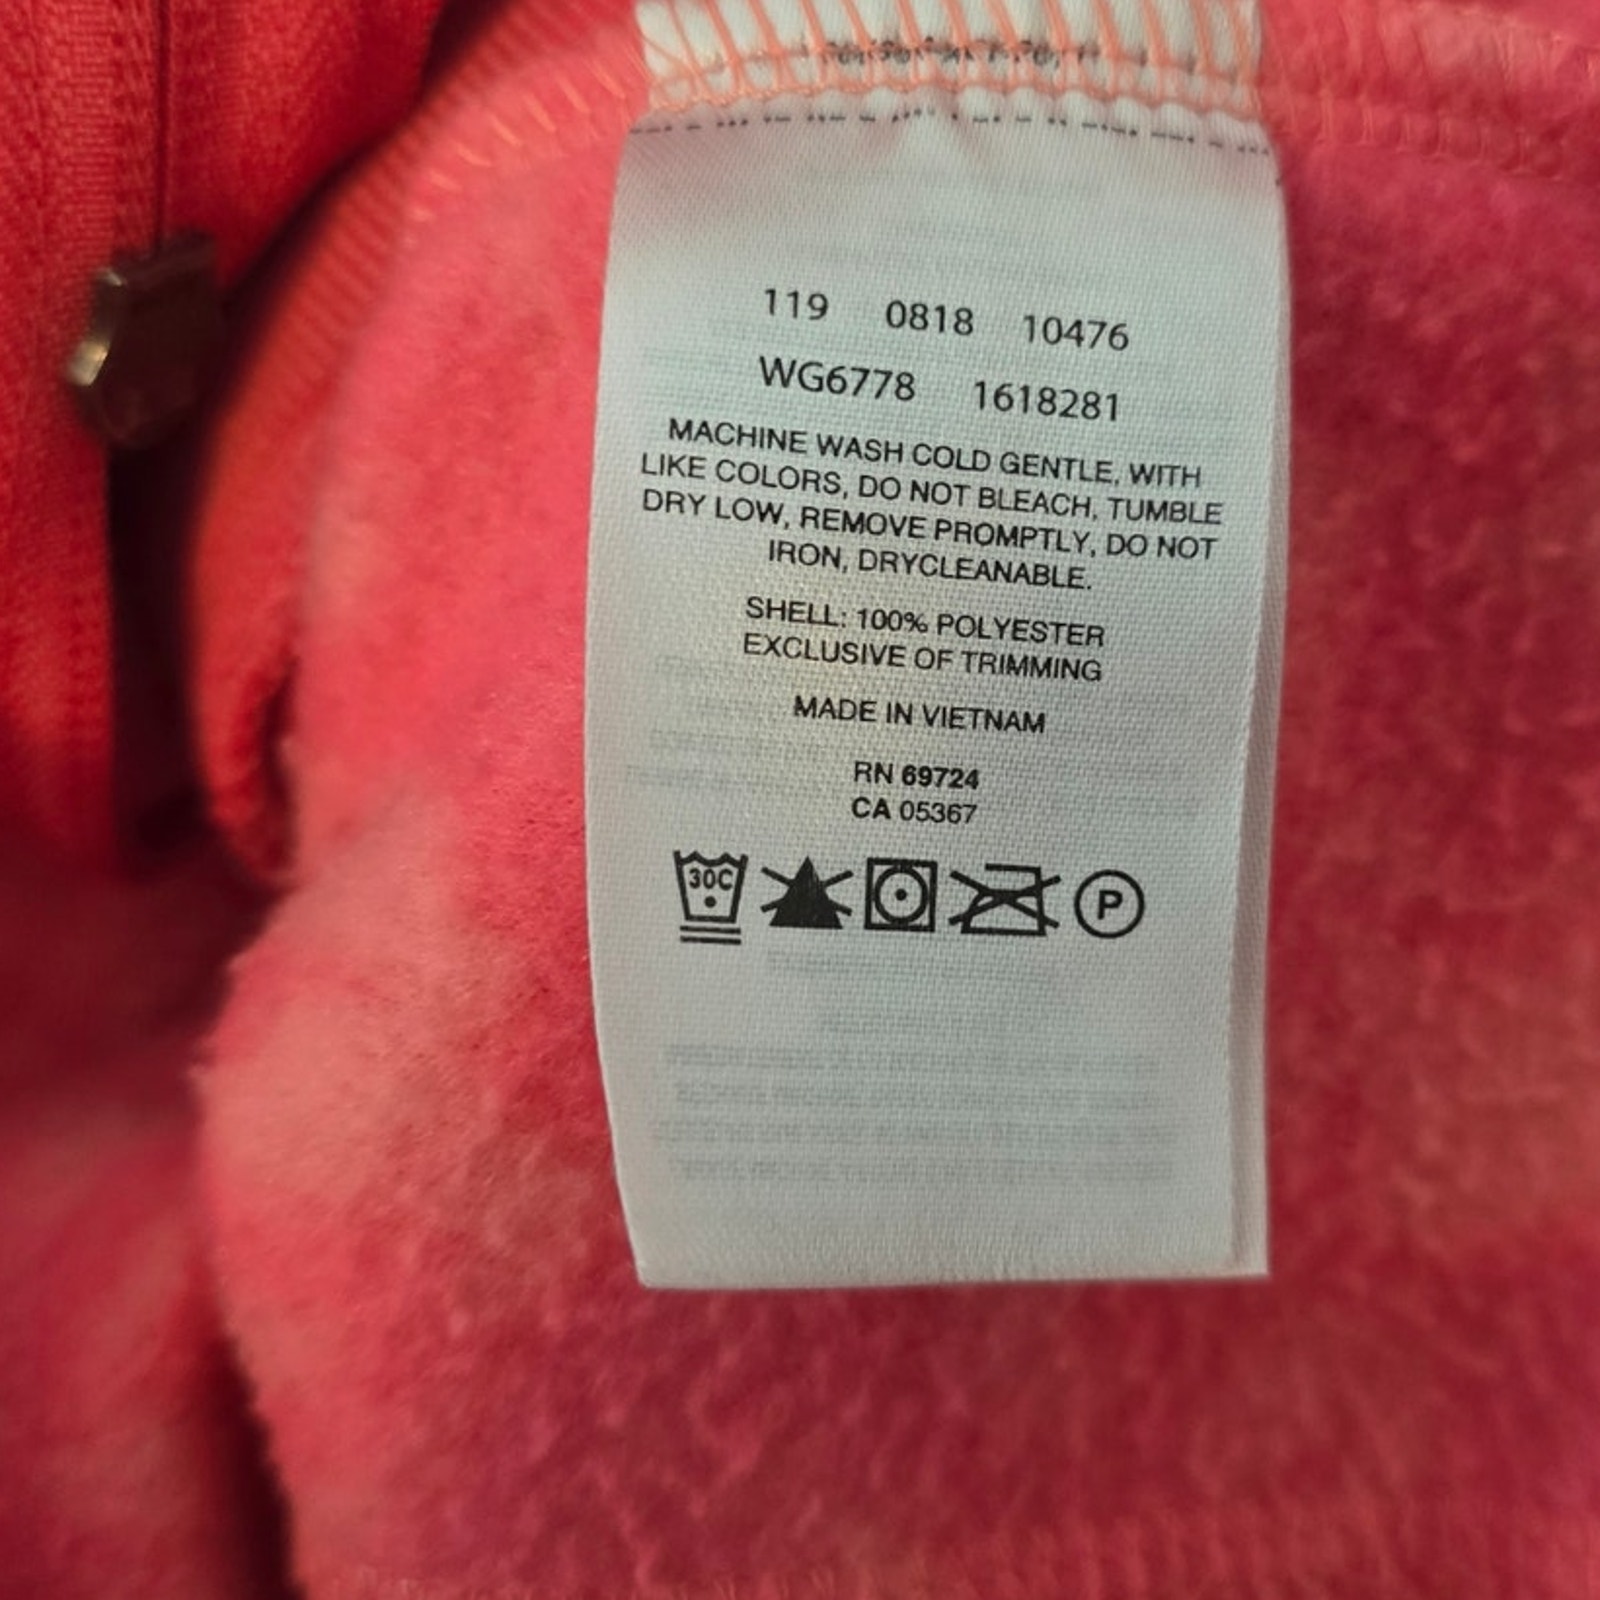 119 0818 10476
WG6778 1618281
MACHINE WASH COLD GENTLE, WITH
LIKE COLORS, DO NOT BLEACH, TUMBLE
DRY LOW, REMOVE PROMPTLY, DO NOT
IRON, DRYCLEANABLE.
SHELL: 100% POLYESTER
EXCLUSIVE OF TRIMMING
MADE IN VIETNAM
RN 69724
CA 05367
30C P